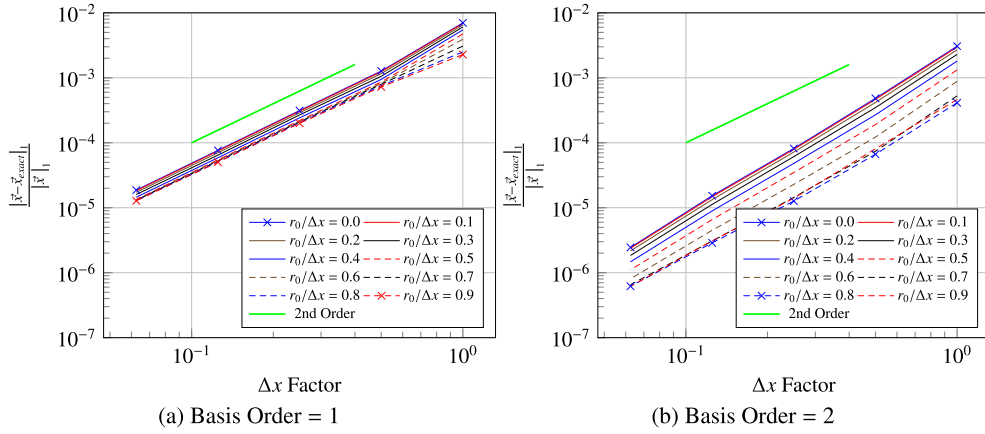 10^{-2}
10^{-3}
10^{-4}
10^{-5}
10^{-6}
10^{-7}
10^{-1}
10^{0}
Δx Factor
|x⃗−x⃗_{exact}|_1 / |x⃗|_1
r_0/Δx = 0.0
r_0/Δx = 0.1
r_0/Δx = 0.2
r_0/Δx = 0.3
r_0/Δx = 0.4
r_0/Δx = 0.5
r_0/Δx = 0.6
r_0/Δx = 0.7
r_0/Δx = 0.8
r_0/Δx = 0.9
2nd Order
(a) Basis Order = 1
10^{-2}
10^{-3}
10^{-4}
10^{-5}
10^{-6}
10^{-7}
10^{-1}
10^{0}
Δx Factor
|x⃗−x⃗_{exact}|_1 / |x⃗|_1
r_0/Δx = 0.0
r_0/Δx = 0.1
r_0/Δx = 0.2
r_0/Δx = 0.3
r_0/Δx = 0.4
r_0/Δx = 0.5
r_0/Δx = 0.6
r_0/Δx = 0.7
r_0/Δx = 0.8
r_0/Δx = 0.9
2nd Order
(b) Basis Order = 2